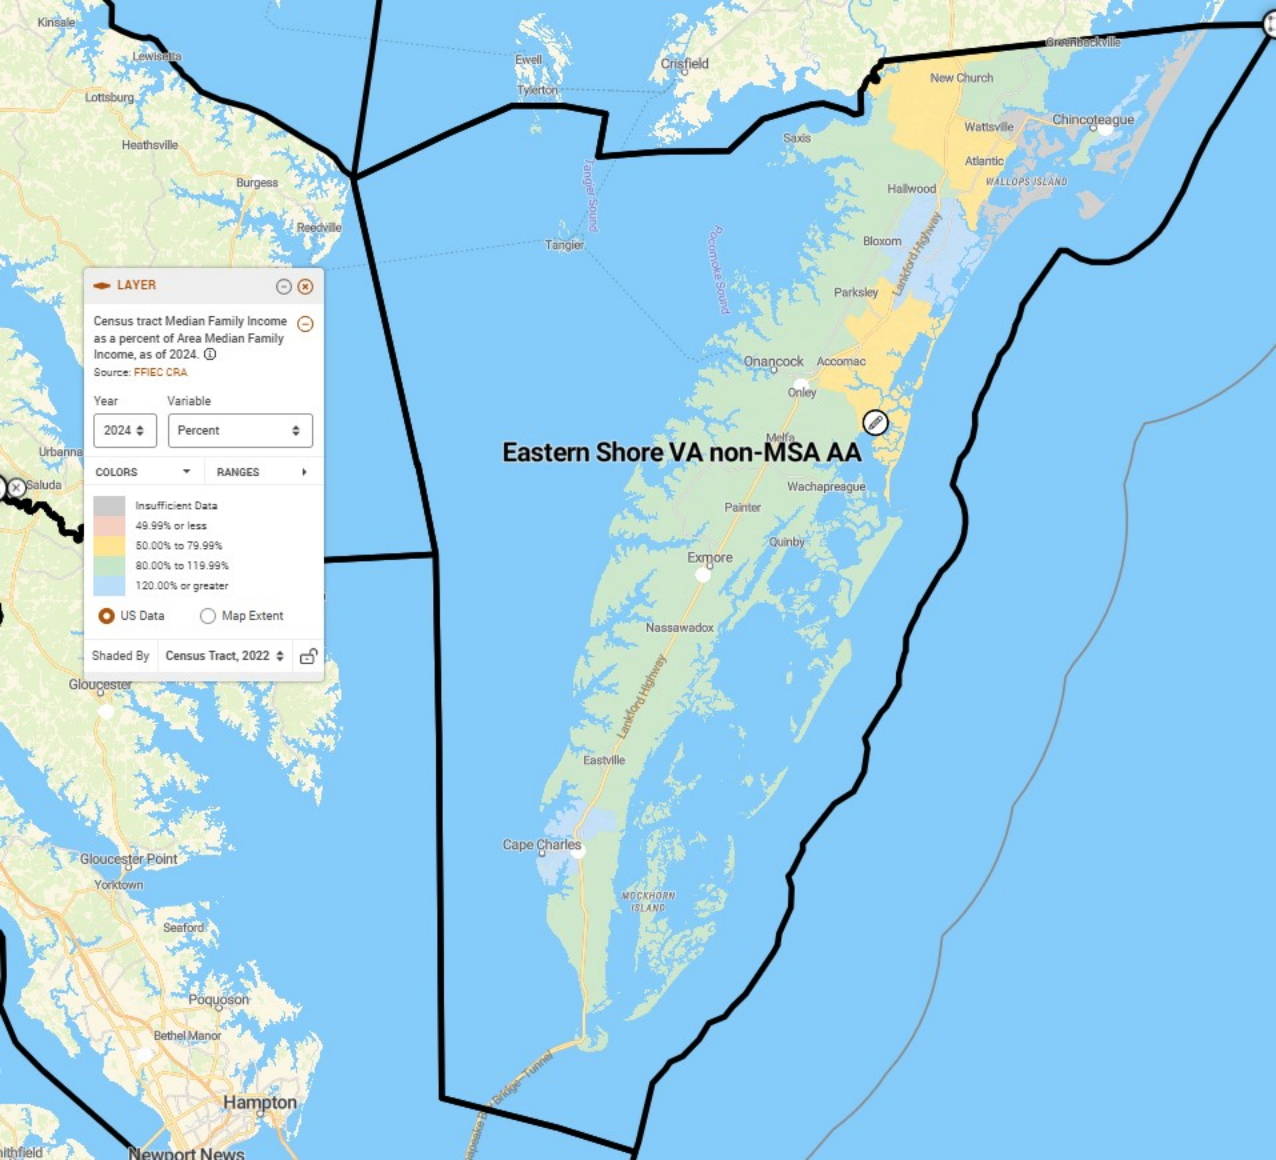 Kinsale
Lewisetta
Lottsburg
Heathsville
Burgess
Reedville
Ewell
Tylerton
Crisfield
Greenbackville
New Church
Chincoteague
Wattsville
Saxis
Atlantic
WALLOPS ISLAND
Hallwood
Tangier Sound
Tangier
Pocomoke Sound
Bloxom
Lankford Highway
Parksley
Onancock
Accomac
Onley
Melfa
Eastern Shore VA non-MSA AA
Wachapreague
Painter
Quinby
Exmore
Nassawadox
Lankford Highway
Eastville
Cape Charles
MOCKHORN
ISLAND
LAYER
Census tract Median Family Income
as a percent of Area Median Family
Income, as of 2024.
Source: FFIEC CRA
Year
Variable
2024
Percent
COLORS
RANGES
Insufficient Data
49.99% or less
50.00% to 79.99%
80.00% to 119.99%
120.00% or greater
US Data
Map Extent
Shaded By
Census Tract, 2022
Urbanna
Saluda
Gloucester
Gloucester Point
Yorktown
Seaford
Poquoson
Bethel Manor
Hampton
Newport News
ithfield
apeake Bay Bridge-Tunnel